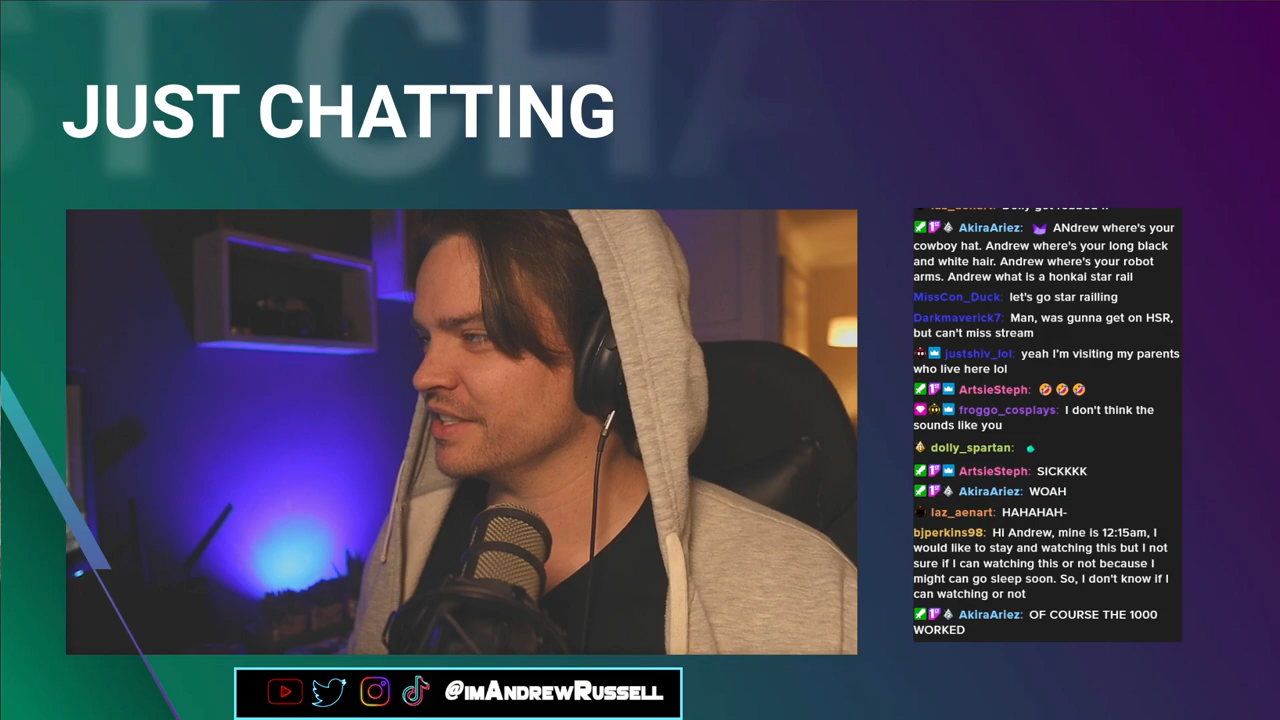 JUST CHATTING
AkiraAriez: ANdrew where's your
cowboy hat. Andrew where's your long black
and white hair. Andrew where's your robot
arms. Andrew what is a honkai star rail
MissCon_Duck: let's go star railling
Darkmaverick7: Man, was gunna get on HSR,
but can't miss stream
justshiv_lol: yeah I'm visiting my parents
who live here lol
ArtsieSteph:
froggo_cosplays: I don't think the
sounds like you
dolly_spartan:
ArtsieSteph: SICKKKK
AkiraAriez: WOAH
laz_aenart: HAHAHAH-
bjperkins98: Hi Andrew, mine is 12:15am, I
would like to stay and watching this but I not
sure if I can watching this or not because I
might can go sleep soon. So, I don't know if I
can watching or not
AkiraAriez: OF COURSE THE 1000
WORKED
@imAndrewRussell